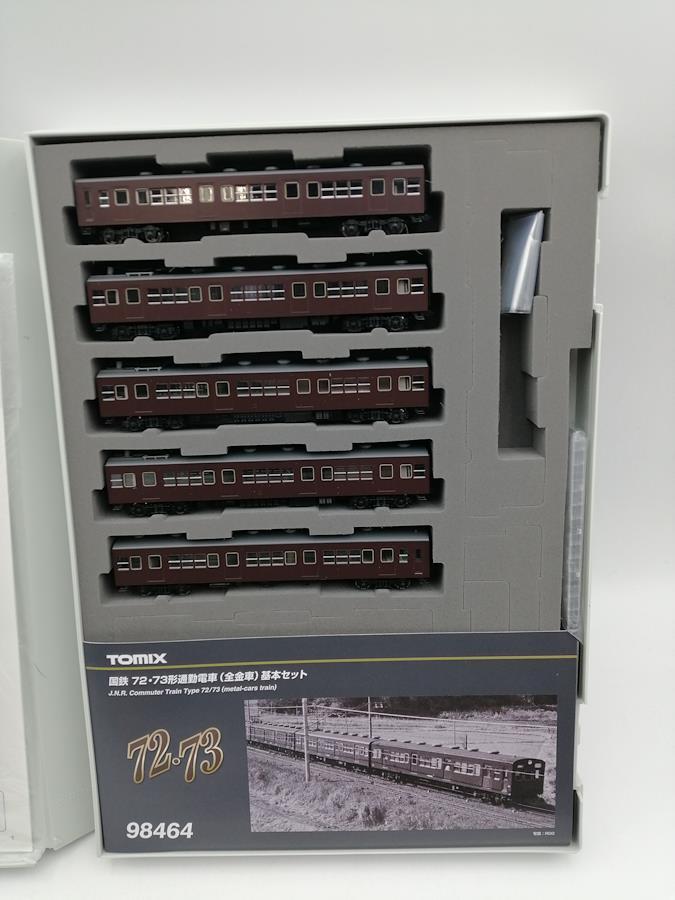 TOMIX
国鉄 72・73形通勤電車（全金車）基本セット
J.N.R. Commuter Train Type 72/73 (metal-cars train)
72・73
98464